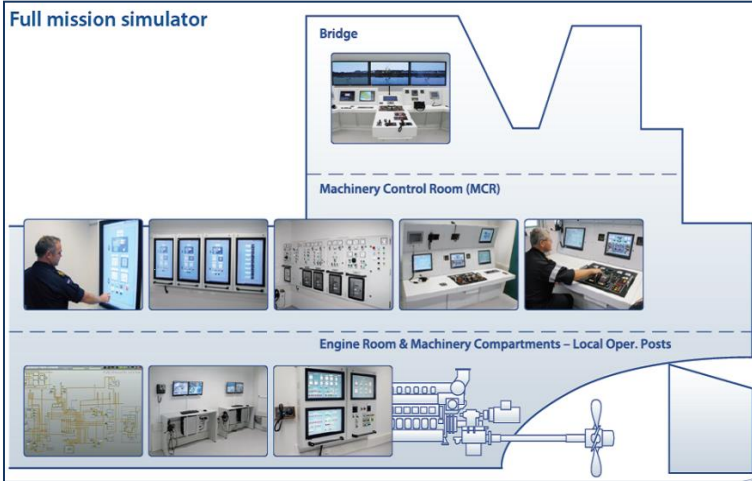 Full mission simulator
Bridge
Machinery Control Room (MCR)
Engine Room & Machinery Compartments – Local Oper. Posts